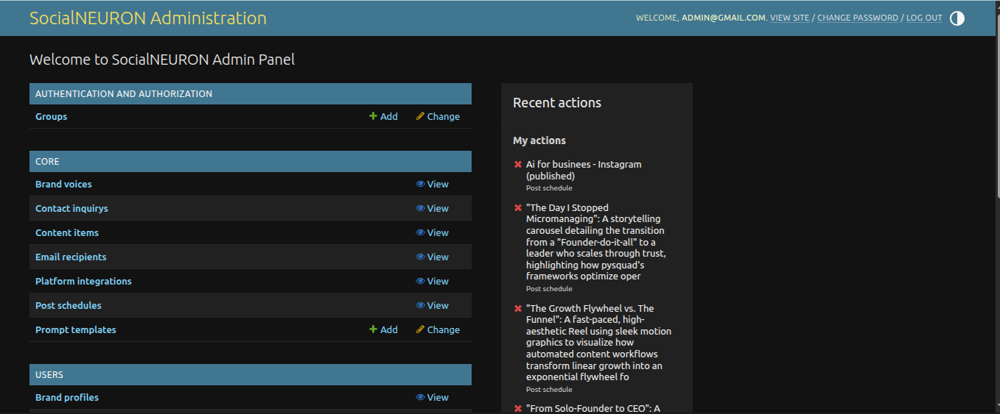 SocialNEURON Administration
WELCOME, ADMIN@GMAIL.COM. VIEW SITE / CHANGE PASSWORD / LOG OUT
Welcome to SocialNEURON Admin Panel
AUTHENTICATION AND AUTHORIZATION
Groups Add Change
CORE
Brand voices View
Contact inquirys View
Content items View
Email recipients View
Platform integrations View
Post schedules View
Prompt templates Add Change
USERS
Brand profiles View
Recent actions
My actions
Ai for businees - Instagram
(published)
Post schedule
"The Day I Stopped
Micromanaging": A storytelling
carousel detailing the transition
from a "Founder-do-it-all" to a
leader who scales through trust,
highlighting how pysquad's
frameworks optimize oper
Post schedule
"The Growth Flywheel vs. The
Funnel": A fast-paced, high-
aesthetic Reel using sleek motion
graphics to visualize how
automated content workflows
transform linear growth into an
exponential flywheel fo
Post schedule
"From Solo-Founder to CEO": A